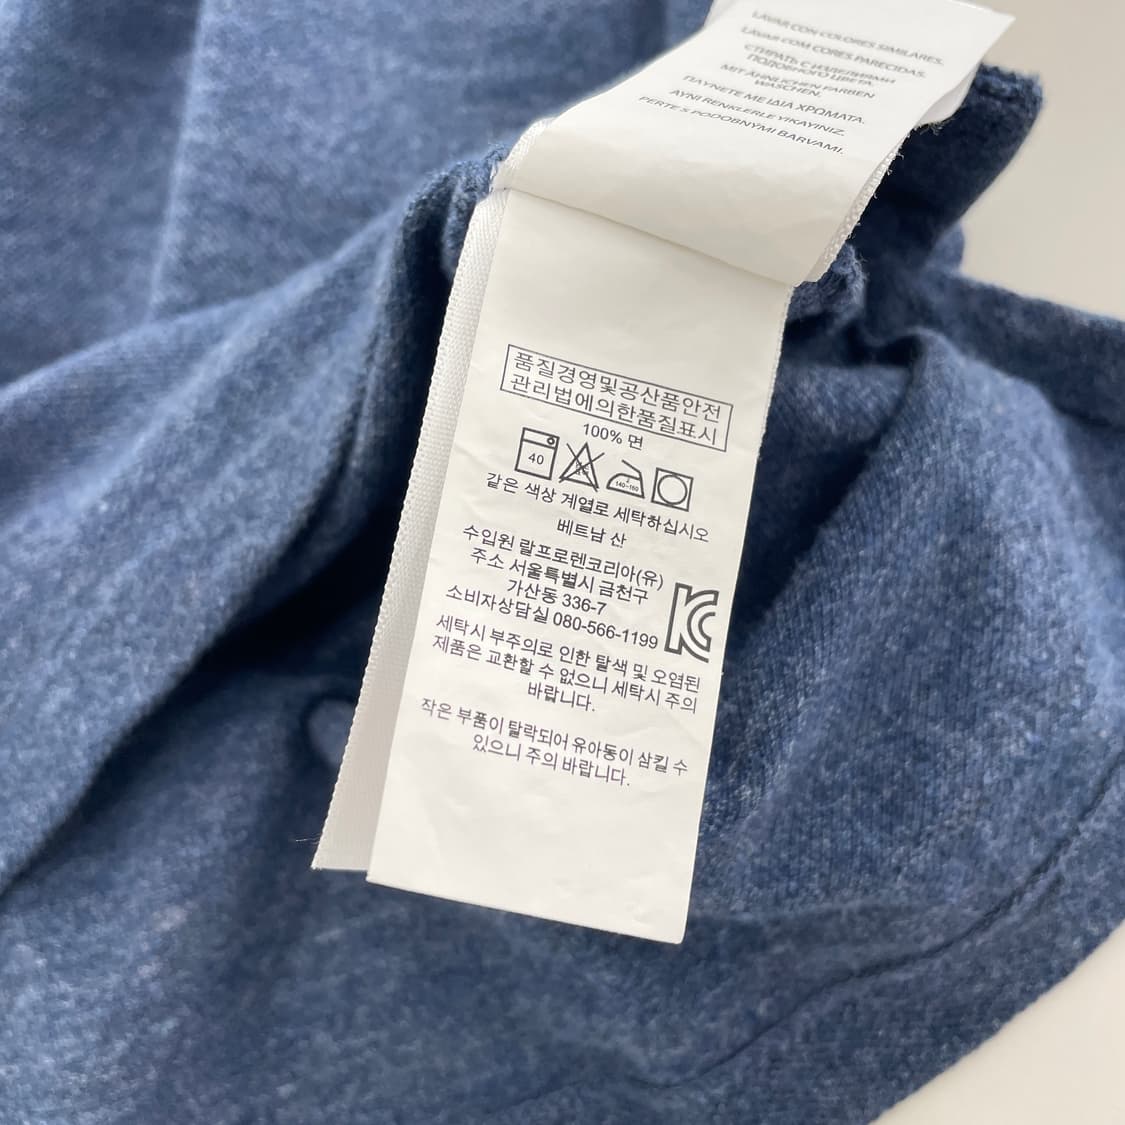 LAVAR CON COLORES SIMILARES.
LAVAR COM CORES PARECIDAS.
СТИРАТЬ С ИЗДЕЛИЯМИ
ПОДОБНОГО ЦВЕТА.
MIT ÄHNLICHEN FARBEN
WASCHEN.
ΠΛΥΝΕΤΕ ΜΕ ΙΔΙΑ ΧΡΩΜΑΤΑ.
AYNI RENKLERLE YIKAYINIZ.
PERTE S PODOBNÝMI BARVAMI.
품질경영및공산품안전
관리법에의한품질표시
100% 면
40
140~160
같은 색상 계열로 세탁하십시오
베트남 산
수입원 랄프로렌코리아(유)
주소 서울특별시 금천구
가산동 336-7
소비자상담실 080-566-1199
세탁시 부주의로 인한 탈색 및 오염된
제품은 교환할 수 없으니 세탁시 주의
바랍니다.
작은 부품이 탈락되어 유아동이 삼킬 수
있으니 주의 바랍니다.